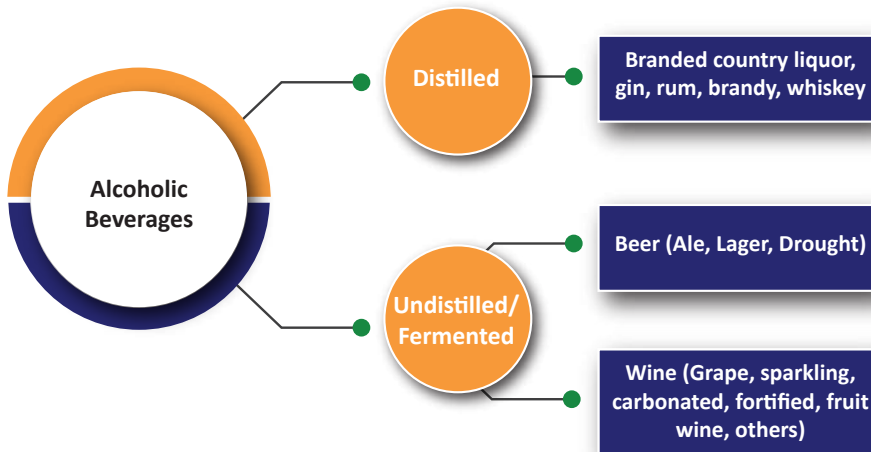 Alcoholic
Beverages
Distilled
Branded country liquor,
gin, rum, brandy, whiskey
Undistilled/
Fermented
Beer (Ale, Lager, Drought)
Wine (Grape, sparkling,
carbonated, fortified, fruit
wine, others)